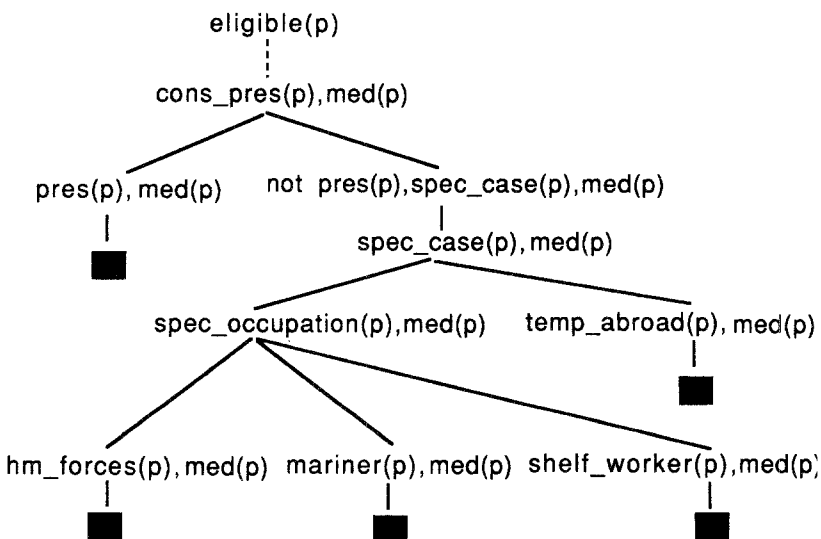 eligible(p)
cons_pres(p),med(p)
pres(p), med(p) not pres(p),spec_case(p),med(p)
spec_case(p),med(p)
spec_occupation(p),med(p) temp_abroad(p), med(p)
hm_forces(p), med(p) mariner(p), med(p) shelf_worker(p),med(p)